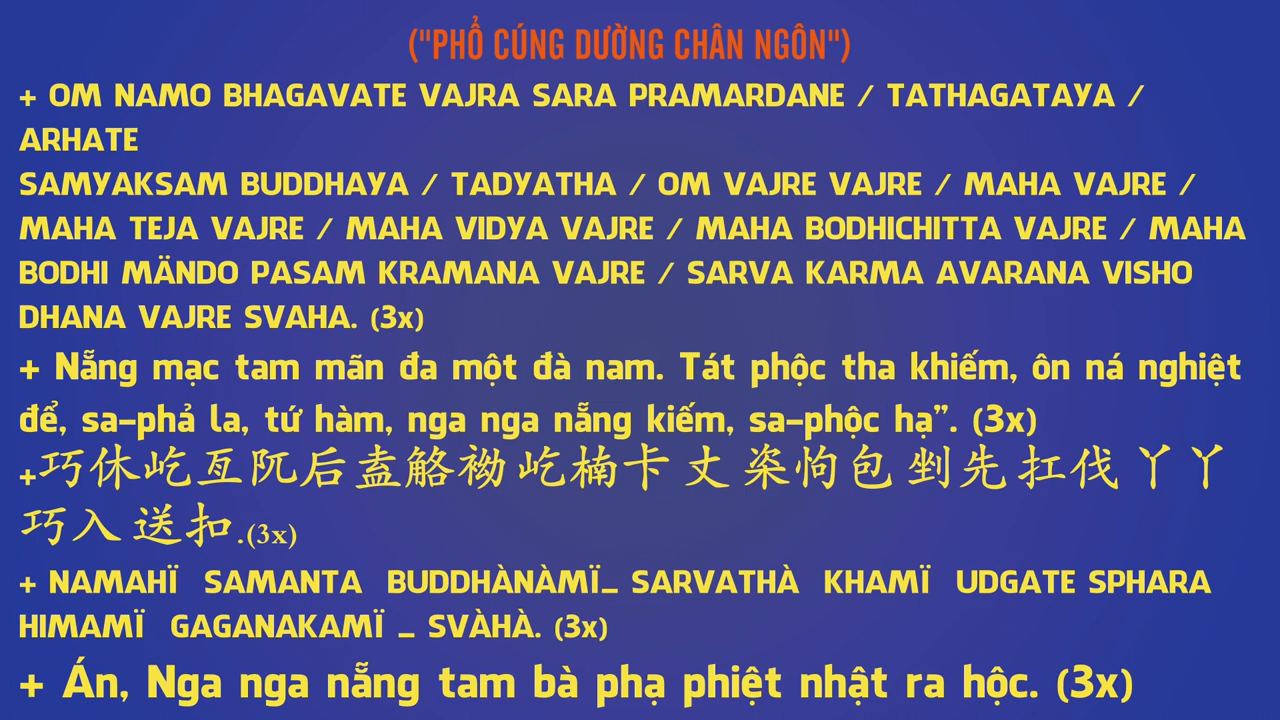 ("PHỔ CÚNG DƯỜNG CHÂN NGÔN")
+ OM NAMO BHAGAVATE VAJRA SARA PRAMARDANE / TATHAGATAYA /
ARHATE
SAMYAKSAM BUDDHAYA / TADYATHA / OM VAJRE VAJRE / MAHA VAJRE /
MAHA TEJA VAJRE / MAHA VIDYA VAJRE / MAHA BODHICHITTA VAJRE / MAHA
BODHI MÄNDO PASAM KRAMANA VAJRE / SARVA KARMA AVARANA VISHO
DHANA VAJRE SVAHA. (3x)
+ Nẵng mạc tam mãn đa một đà nam. Tát phộc tha khiếm, ôn ná nghiệt
để, sa-phả la, tứ hàm, nga nga nẵng kiếm, sa-phộc hạ”. (3x)
+巧休屹亙阢后盍觡袎屹楠卡丈 桼怐包 剉先 扛伐 丫丫
巧入 送扣.(3x)
+ NAMAHÏ SAMANTA BUDDHÀNÀMÏ_ SARVATHÀ KHAMÏ UDGATE SPHARA
HIMAMÏ GAGANAKAMÏ _ SVÀHÀ. (3x)
+ Án, Nga nga nẵng tam bà phạ phiệt nhật ra hộc. (3x)